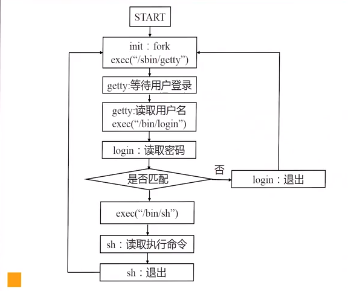 START
init：fork
exec("/sbin/getty")
getty:等待用户登录
getty:读取用户名
exec("/bin/login")
login：读取密码
是否匹配
否
login：退出
exec("/bin/sh")
sh：读取执行命令
sh：退出